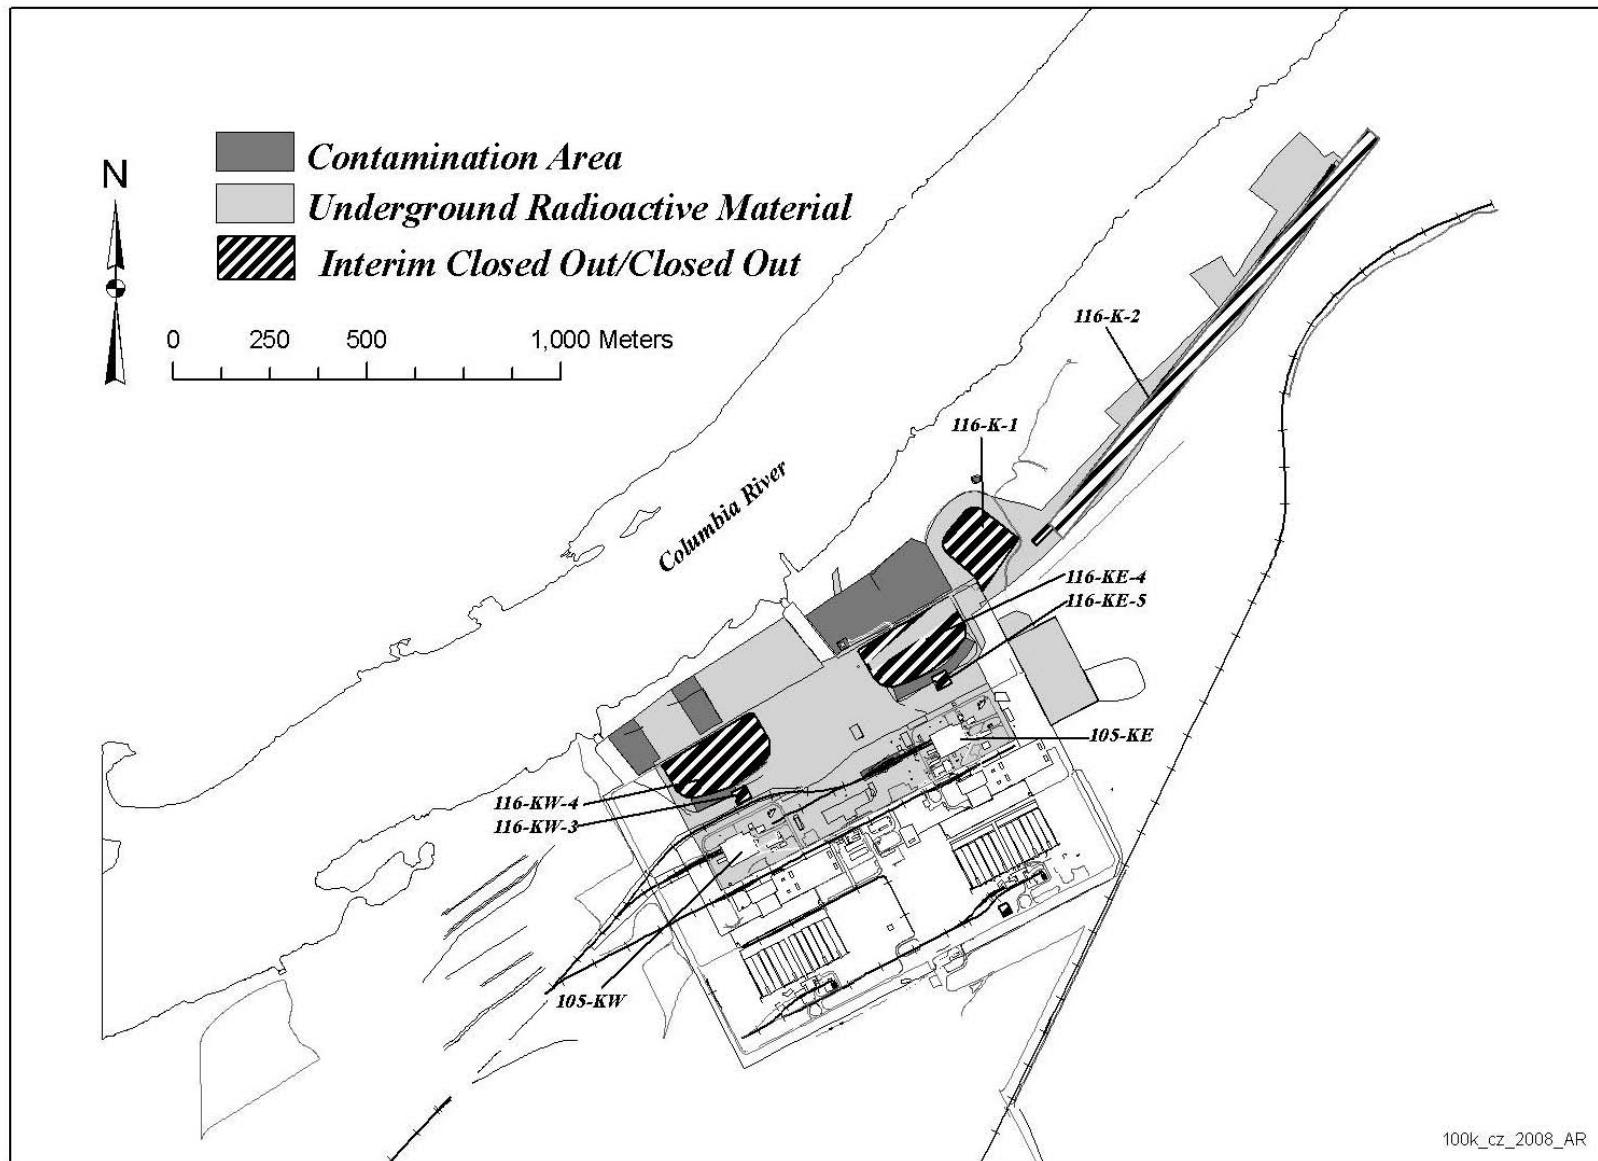 Contamination Area
N
Underground Radioactive Material
Interim Closed Out/Closed Out
0 250 500 1,000 Meters
116-K-2
116-K-1
Columbia River
116-KE-4
116-KE-5
105-KE
116-KW-4
116-KW-3
105-KW
100k_cz_2008_AR